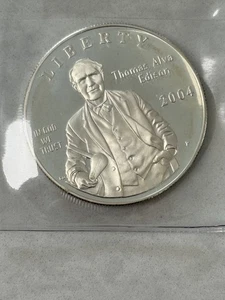 LIBERTY
Thomas Alva
Edison
2004
IN GOD
WE
TRUST
P